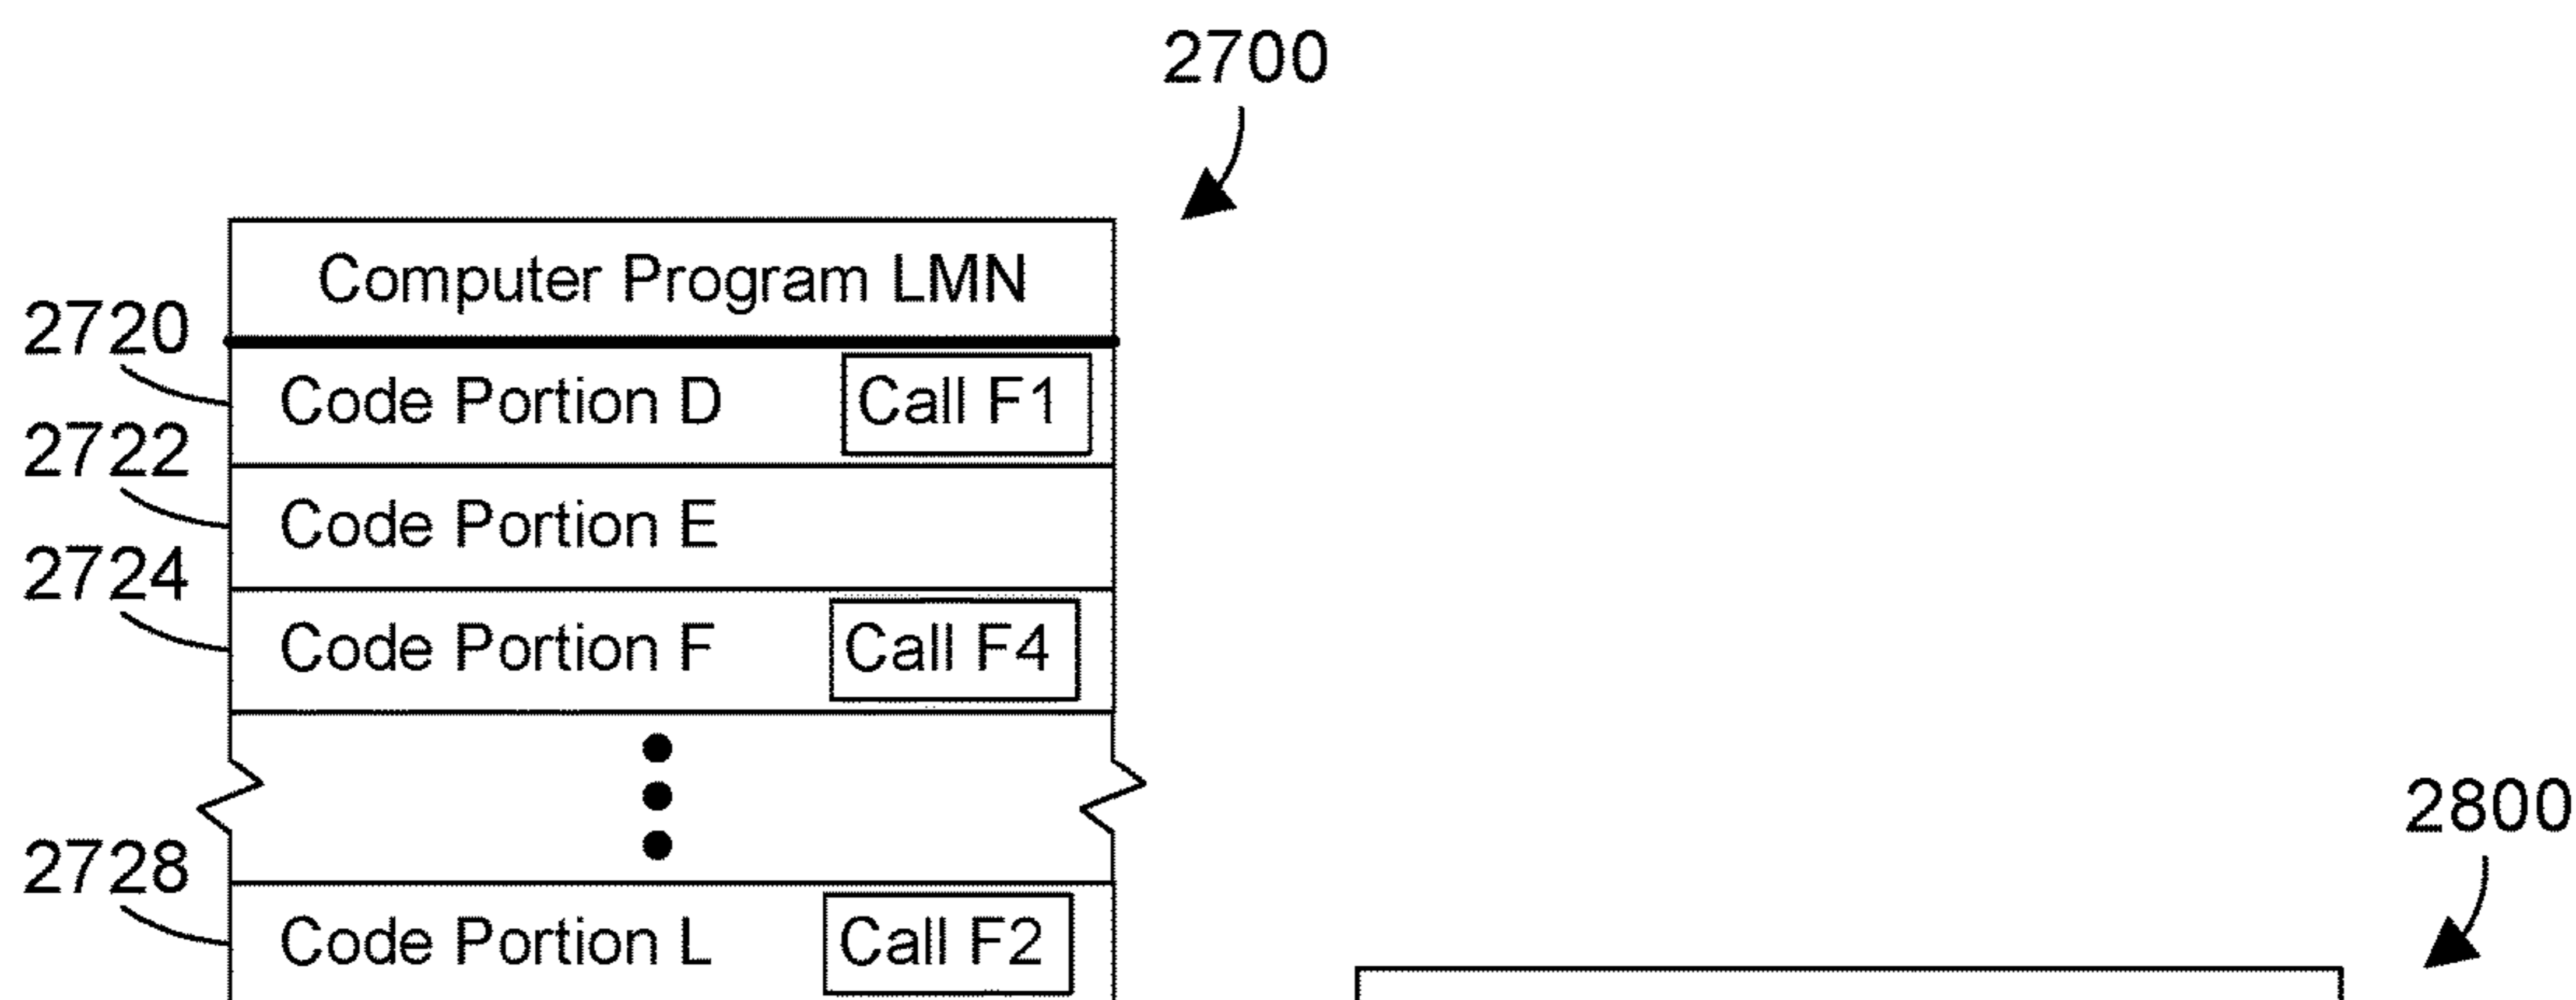 2700
Computer Program LMN
2720
Code Portion D Call F1
2722
Code Portion E
2724
Code Portion F Call F4
2800
2728
Code Portion L Call F2